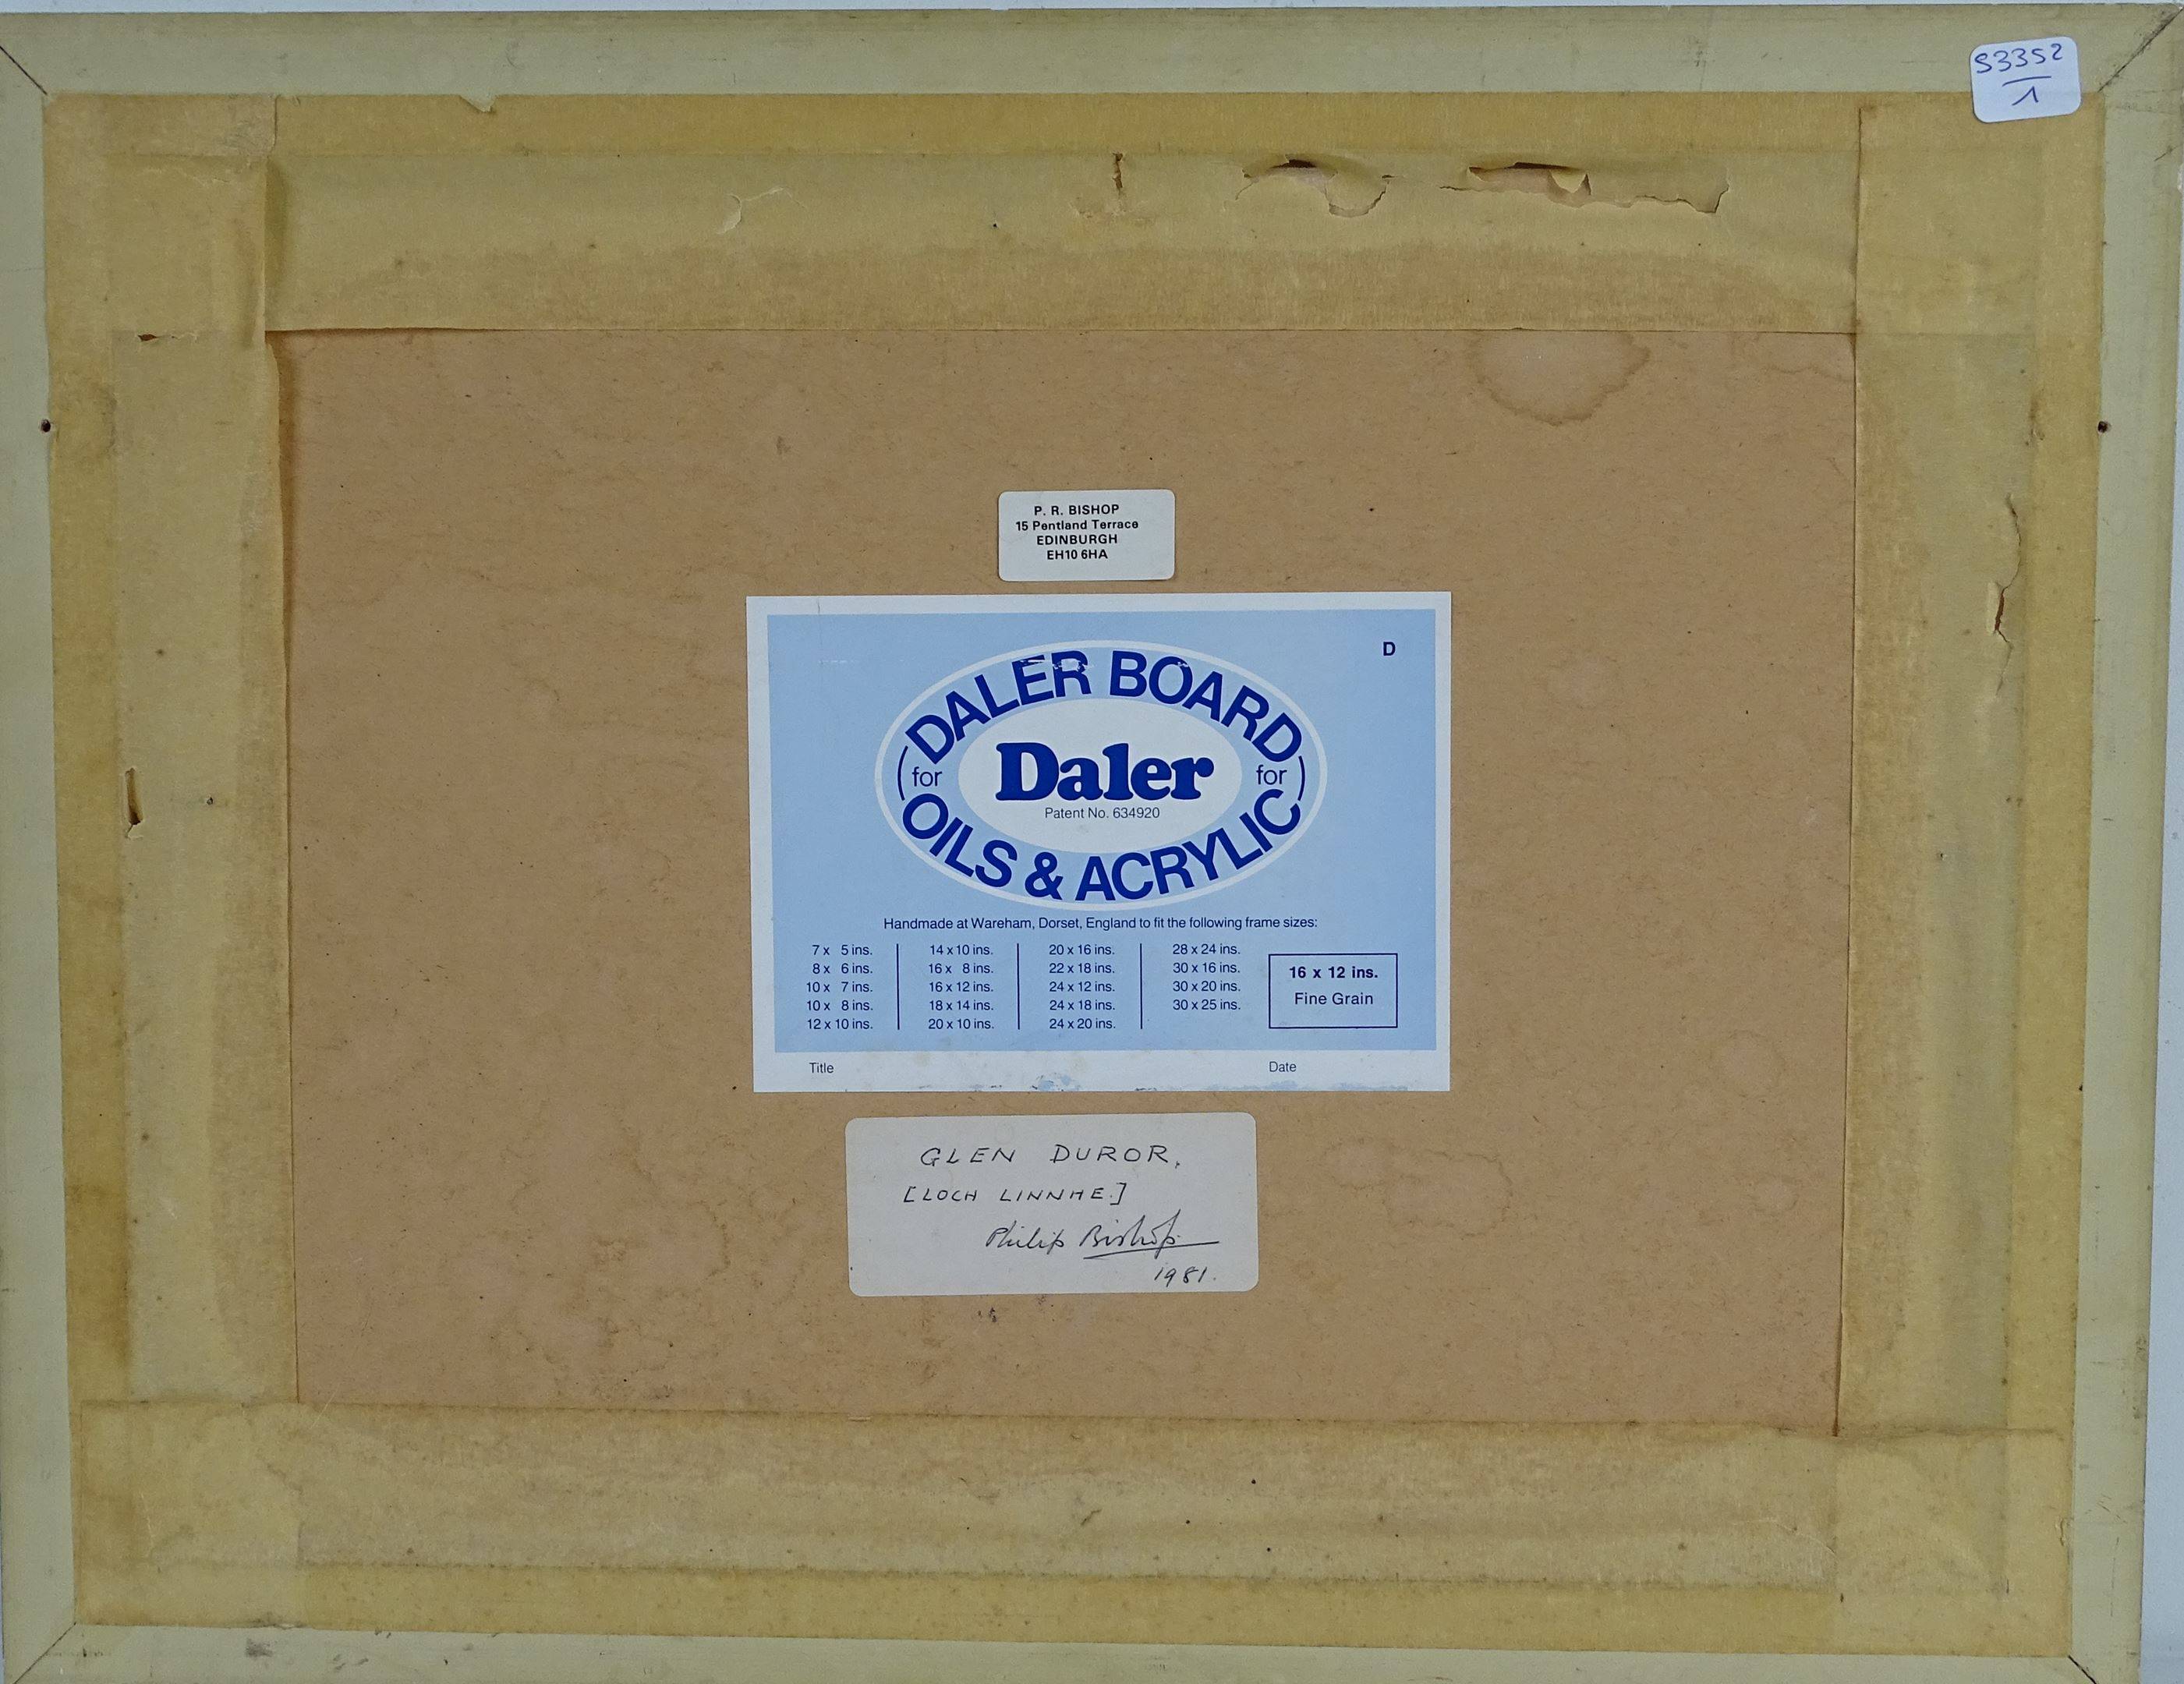 53352
1
P. R. BISHOP
15 Pentland Terrace
EDINBURGH
EH10 6HA
D
DALER BOARD
for
Daler
for
Patent No. 634920
OILS & ACRYLIC
Handmade at Wareham, Dorset, England to fit the following frame sizes:
7 x 5 ins.
8 x 6 ins.
10 x 7 ins.
10 x 8 ins.
12 x 10 ins.
14 x 10 ins.
16 x 8 ins.
16 x 12 ins.
18 x 14 ins.
20 x 10 ins.
20 x 16 ins.
22 x 18 ins.
24 x 12 ins.
24 x 18 ins.
24 x 20 ins.
28 x 24 ins.
30 x 16 ins.
30 x 20 ins.
30 x 25 ins.
16 x 12 ins.
Fine Grain
Title Date
GLEN DUROR,
[LOCH LINNHE.]
Philip Bishop
1981.